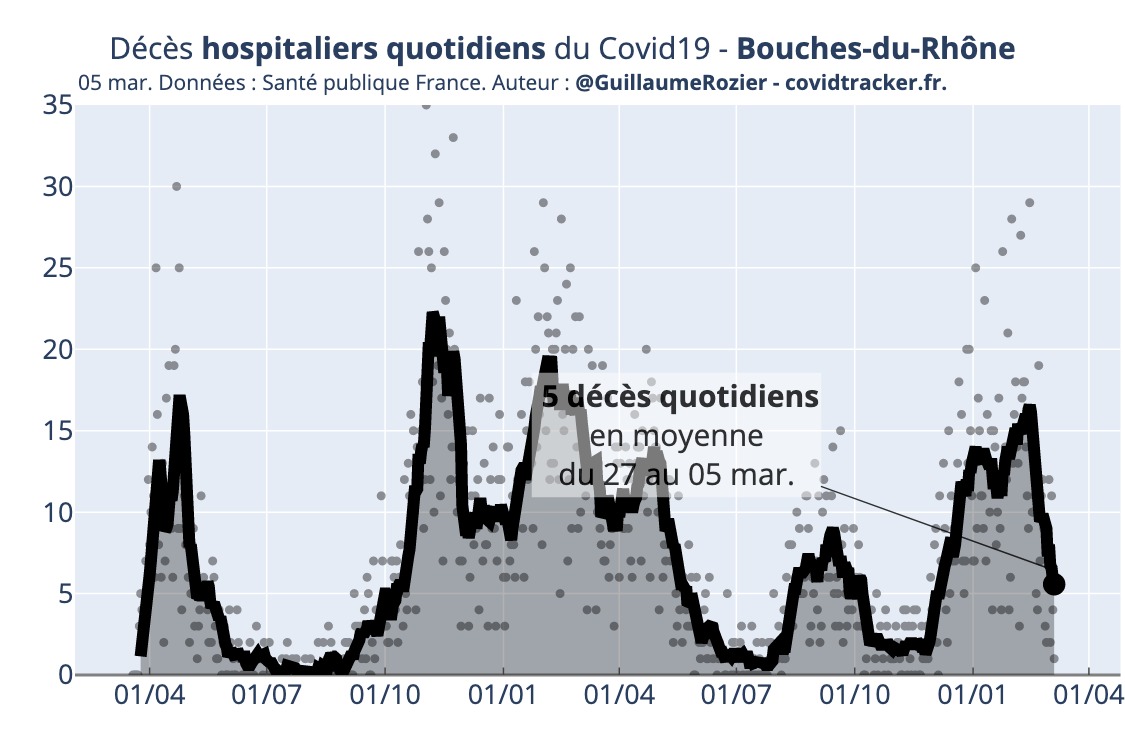 Décès hospitaliers quotidiens du Covid19 - Bouches-du-Rhône
05 mar. Données : Santé publique France. Auteur : @GuillaumeRozier - covidtracker.fr.
35
30
25
20
15
10
5
0
5 décès quotidiens
en moyenne
du 27 au 05 mar.
01/04 01/07 01/10 01/01 01/04 01/07 01/10 01/01 01/04